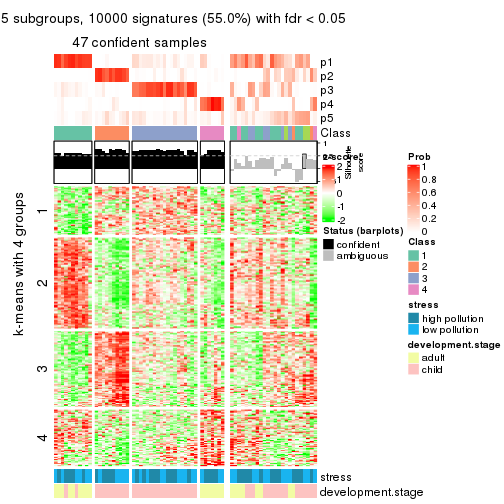 5 subgroups, 10000 signatures (55.0%) with fdr < 0.05
47 confident samples
p1
p2
p3
p4
p5
Class
1
Silhouette
score
z-score
2
1
0
-1
-2
Prob
1
0.8
0.6
0.4
0.2
0
Status (barplots)
confident
ambiguous
Class
1
2
3
4
stress
high pollution
low pollution
development.stage
adult
child
k-means with 4 groups
1
2
3
4
stress
development.stage